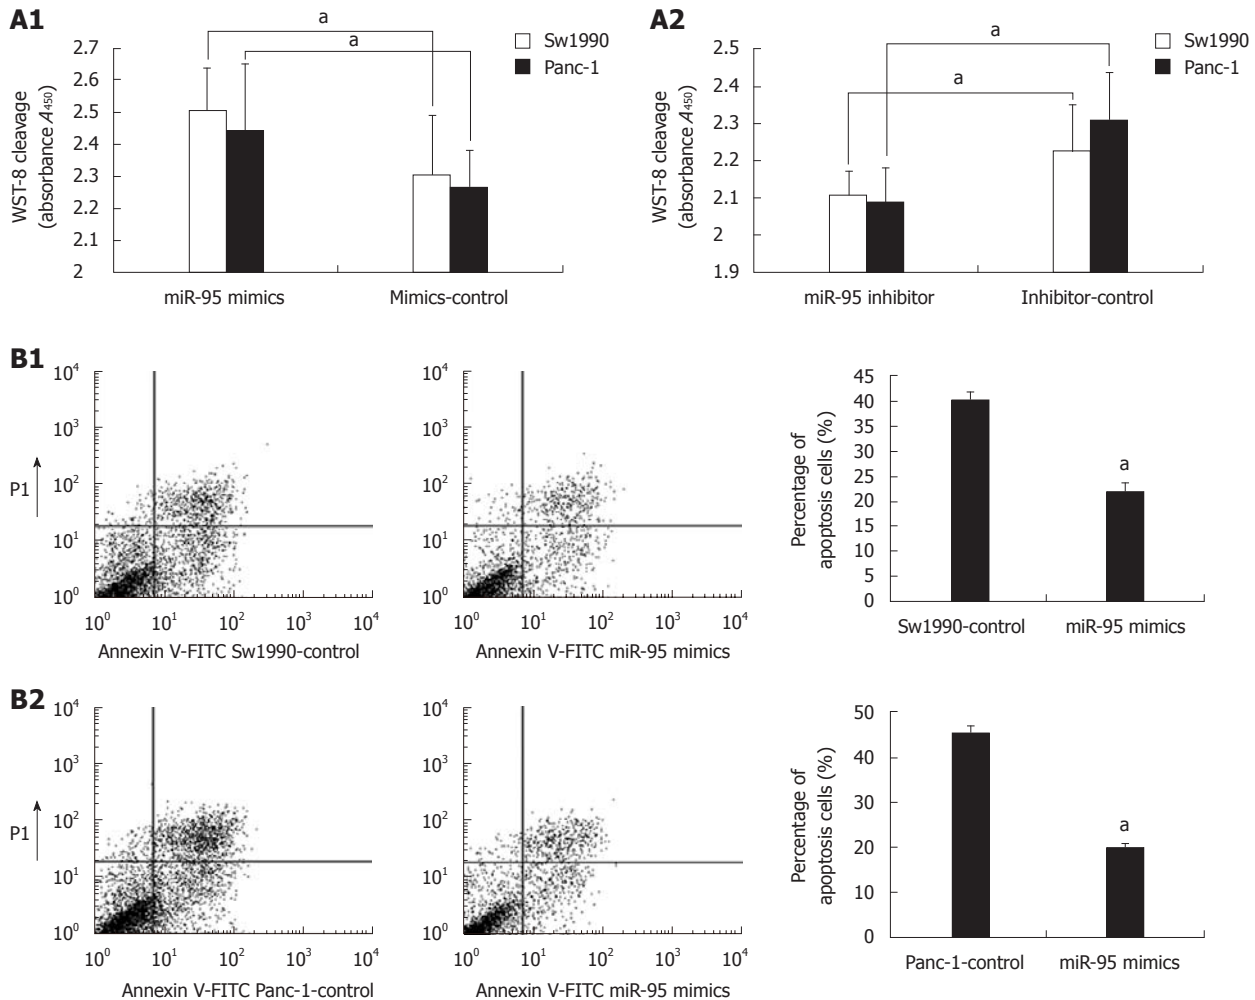 A1
a
a
Sw1990
Panc-1
WST-8 cleavage
(absorbance A450)
2.7
2.6
2.5
2.4
2.3
2.2
2.1
2
miR-95 mimics
Mimics-control
A2
a
a
Sw1990
Panc-1
WST-8 cleavage
(absorbance A450)
2.5
2.4
2.3
2.2
2.1
2
1.9
miR-95 inhibitor
Inhibitor-control
B1
P1
10⁴
10³
10²
10¹
10⁰
10⁰ 10¹ 10² 10³ 10⁴
Annexin V-FITC Sw1990-control
10⁴
10³
10²
10¹
10⁰
10⁰ 10¹ 10² 10³ 10⁴
Annexin V-FITC miR-95 mimics
Percentage of
apoptosis cells (%)
45
40
35
30
25
20
15
10
5
0
a
Sw1990-control
miR-95 mimics
B2
P1
10⁴
10³
10²
10¹
10⁰
10⁰ 10¹ 10² 10³ 10⁴
Annexin V-FITC Panc-1-control
10⁴
10³
10²
10¹
10⁰
10⁰ 10¹ 10² 10³ 10⁴
Annexin V-FITC miR-95 mimics
Percentage of
apoptosis cells (%)
50
40
30
20
10
0
a
Panc-1-control
miR-95 mimics